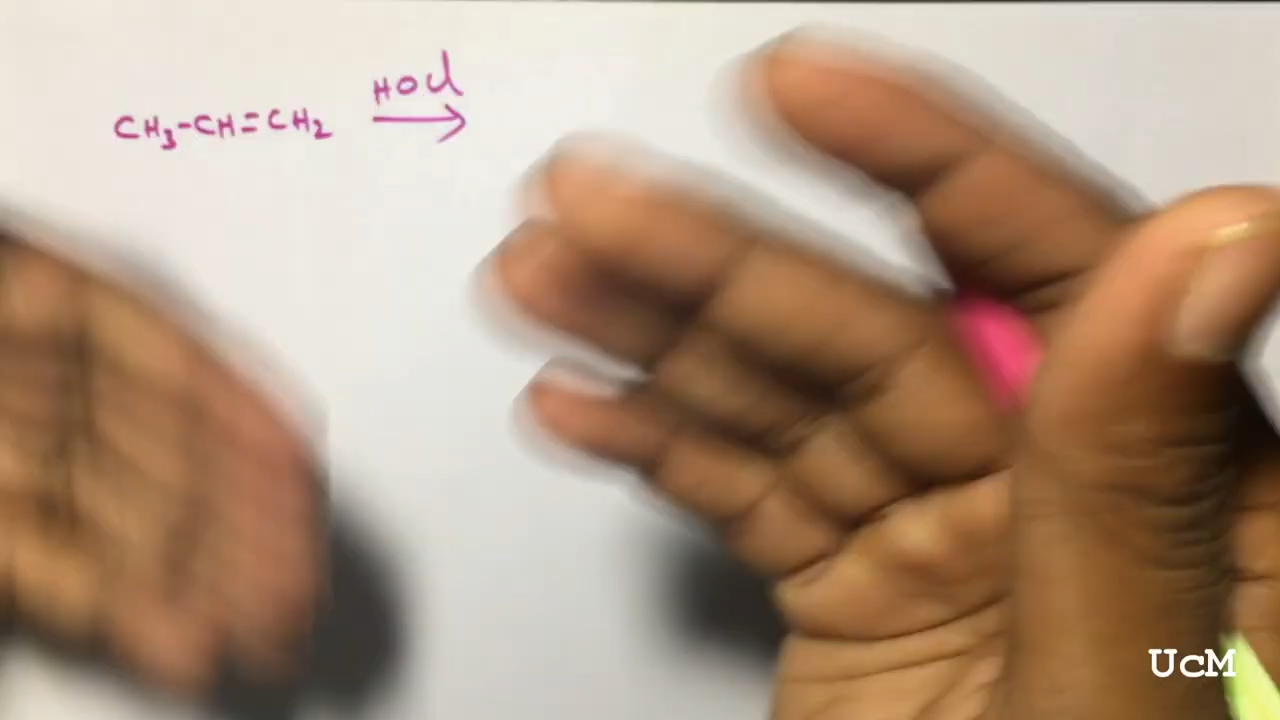 HOCl
CH₃-CH=CH₂ →
UcM